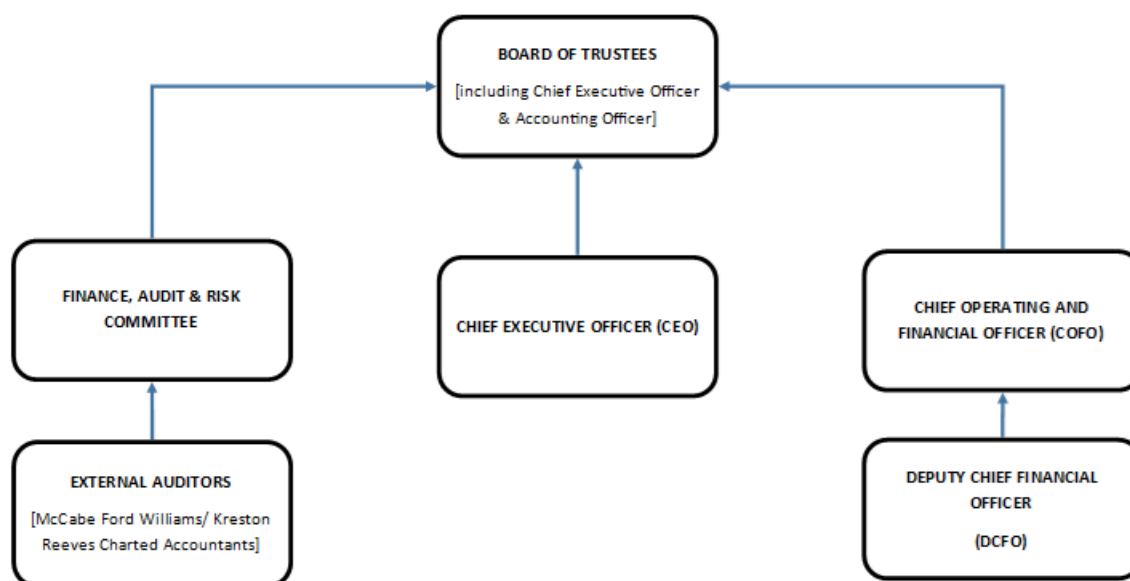 BOARD OF TRUSTEES
[including Chief Executive Officer
& Accounting Officer]
FINANCE, AUDIT & RISK
COMMITTEE
CHIEF EXECUTIVE OFFICER (CEO)
CHIEF OPERATING AND
FINANCIAL OFFICER (COFO)
EXTERNAL AUDITORS
[McCabe Ford Williams/ Kreston
Reeves Charted Accountants]
DEPUTY CHIEF FINANCIAL
OFFICER
(DCFO)